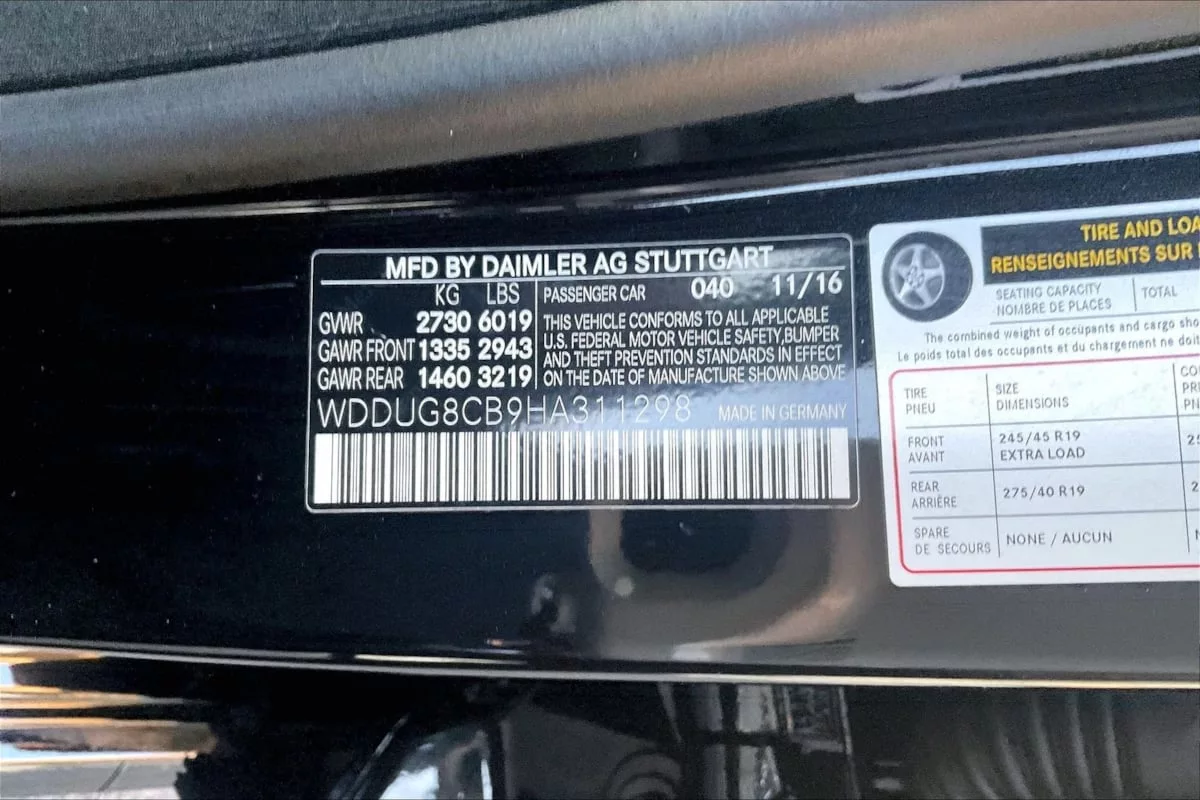 MFD BY DAIMLER AG STUTTGART
KG LBS
GVWR 2730 6019
GAWR FRONT 1335 2943
GAWR REAR 1460 3219
PASSENGER CAR 040 11/16
THIS VEHICLE CONFORMS TO ALL APPLICABLE
U.S. FEDERAL MOTOR VEHICLE SAFETY,BUMPER
AND THEFT PREVENTION STANDARDS IN EFFECT
ON THE DATE OF MANUFACTURE SHOWN ABOVE
WDDUG8CB9HA311298 MADE IN GERMANY
TIRE AND LOA
RENSEIGNEMENTS SUR
SEATING CAPACITY
NOMBRE DE PLACES
TOTAL
The combined weight of occupants and cargo sho
Le poids total des occupants et du chargement ne doit
TIRE
PNEU
SIZE
DIMENSIONS
CO
PR
PN
FRONT
AVANT
245/45 R19
EXTRA LOAD
REAR
ARRIÈRE
275/40 R19
SPARE
DE SECOURS
NONE / AUCUN